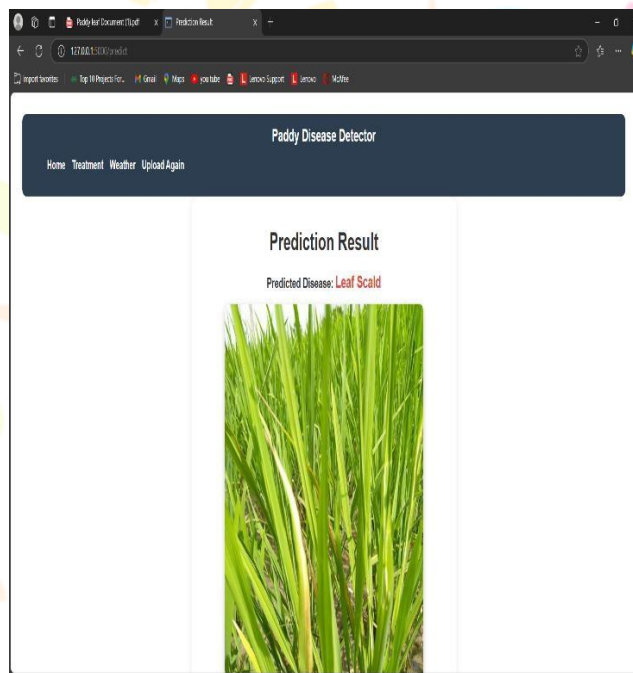 Paddy leaf Document (1).pdf
Prediction Result
127.0.0.1:5000/predict
Import favorites
Top 10 Projects For...
Gmail
Maps
you tube
Lenovo Support
Lenovo
McAfee
Paddy Disease Detector
Home Treatment Weather Upload Again
Prediction Result
Predicted Disease: Leaf Scald